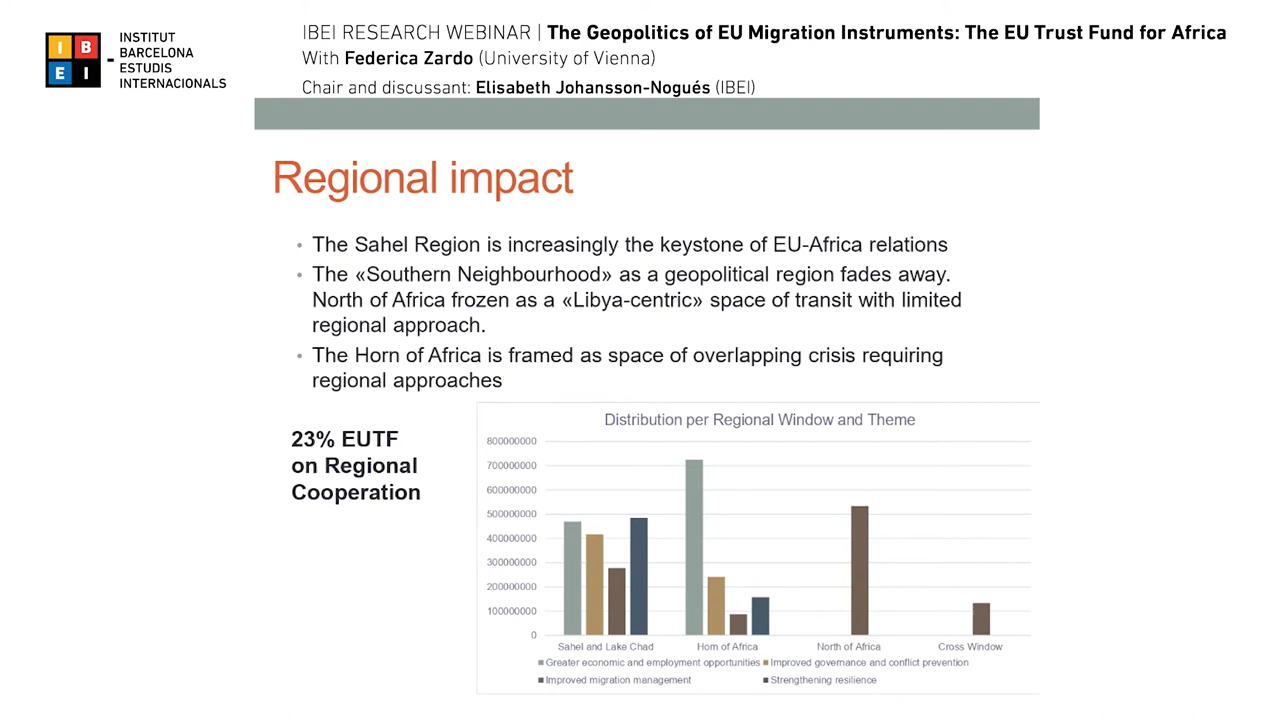 I B E I
INSTITUT
BARCELONA
ESTUDIS
INTERNACIONALS
IBEI RESEARCH WEBINAR | The Geopolitics of EU Migration Instruments: The EU Trust Fund for Africa
With Federica Zardo (University of Vienna)
Chair and discussant: Elisabeth Johansson-Nogués (IBEI)
Regional impact
• The Sahel Region is increasingly the keystone of EU-Africa relations
• The «Southern Neighbourhood» as a geopolitical region fades away.
North of Africa frozen as a «Libya-centric» space of transit with limited
regional approach.
• The Horn of Africa is framed as space of overlapping crisis requiring
regional approaches
23% EUTF
on Regional
Cooperation
Distribution per Regional Window and Theme
800000000
700000000
600000000
500000000
400000000
300000000
200000000
100000000
0
Sahel and Lake Chad Horn of Africa North of Africa Cross Window
Greater economic and employment opportunities Improved governance and conflict prevention
Improved migration management Strengthening resilience